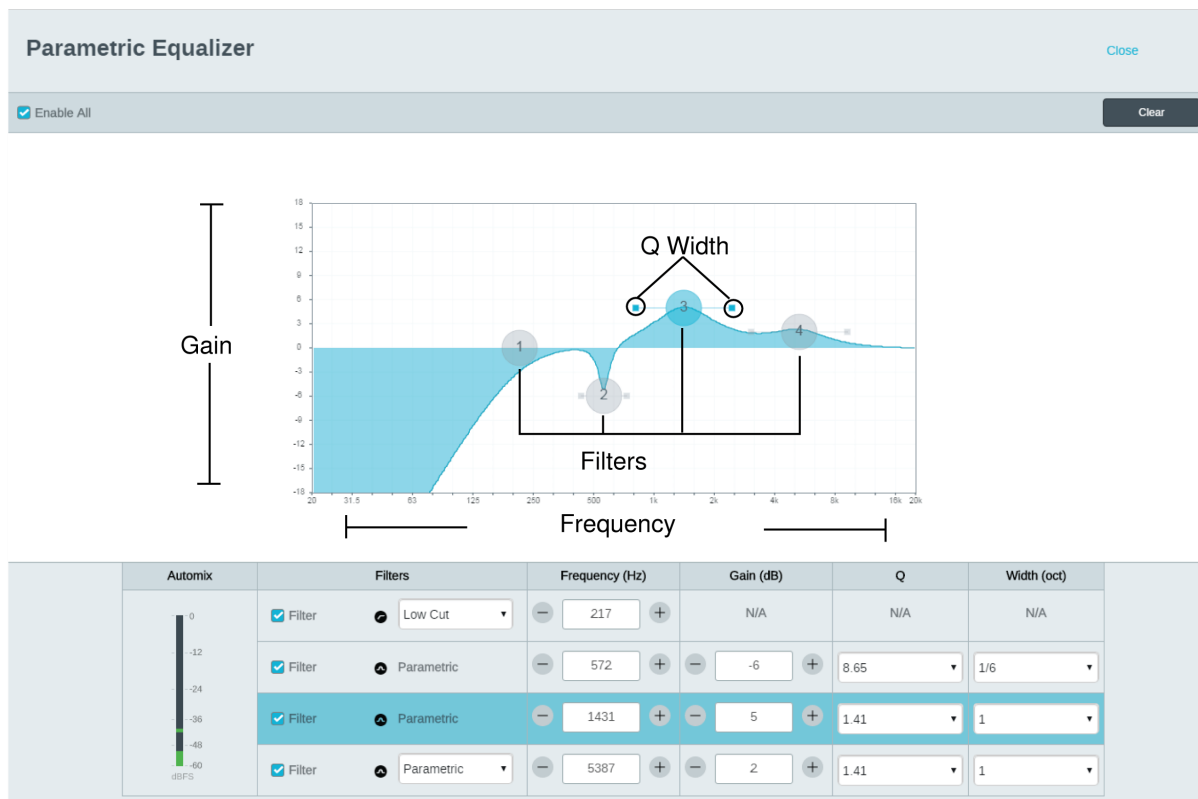 Parametric Equalizer
Close
Enable All
Clear
18
15
12
9
6
3
0
-3
-6
-9
-12
-15
-18
20 31.5 63 125 250 500 1k 2k 4k 8k 16k 20k
Gain
Q Width
1
2
3
4
Filters
Frequency
Automix Filters Frequency (Hz) Gain (dB) Q Width (oct)
0
-12
-24
-36
-48
-60
dBFS
Filter Low Cut 217 N/A N/A N/A
Filter Parametric 572 -6 8.65 1/6
Filter Parametric 1431 5 1.41 1
Filter Parametric 5387 2 1.41 1